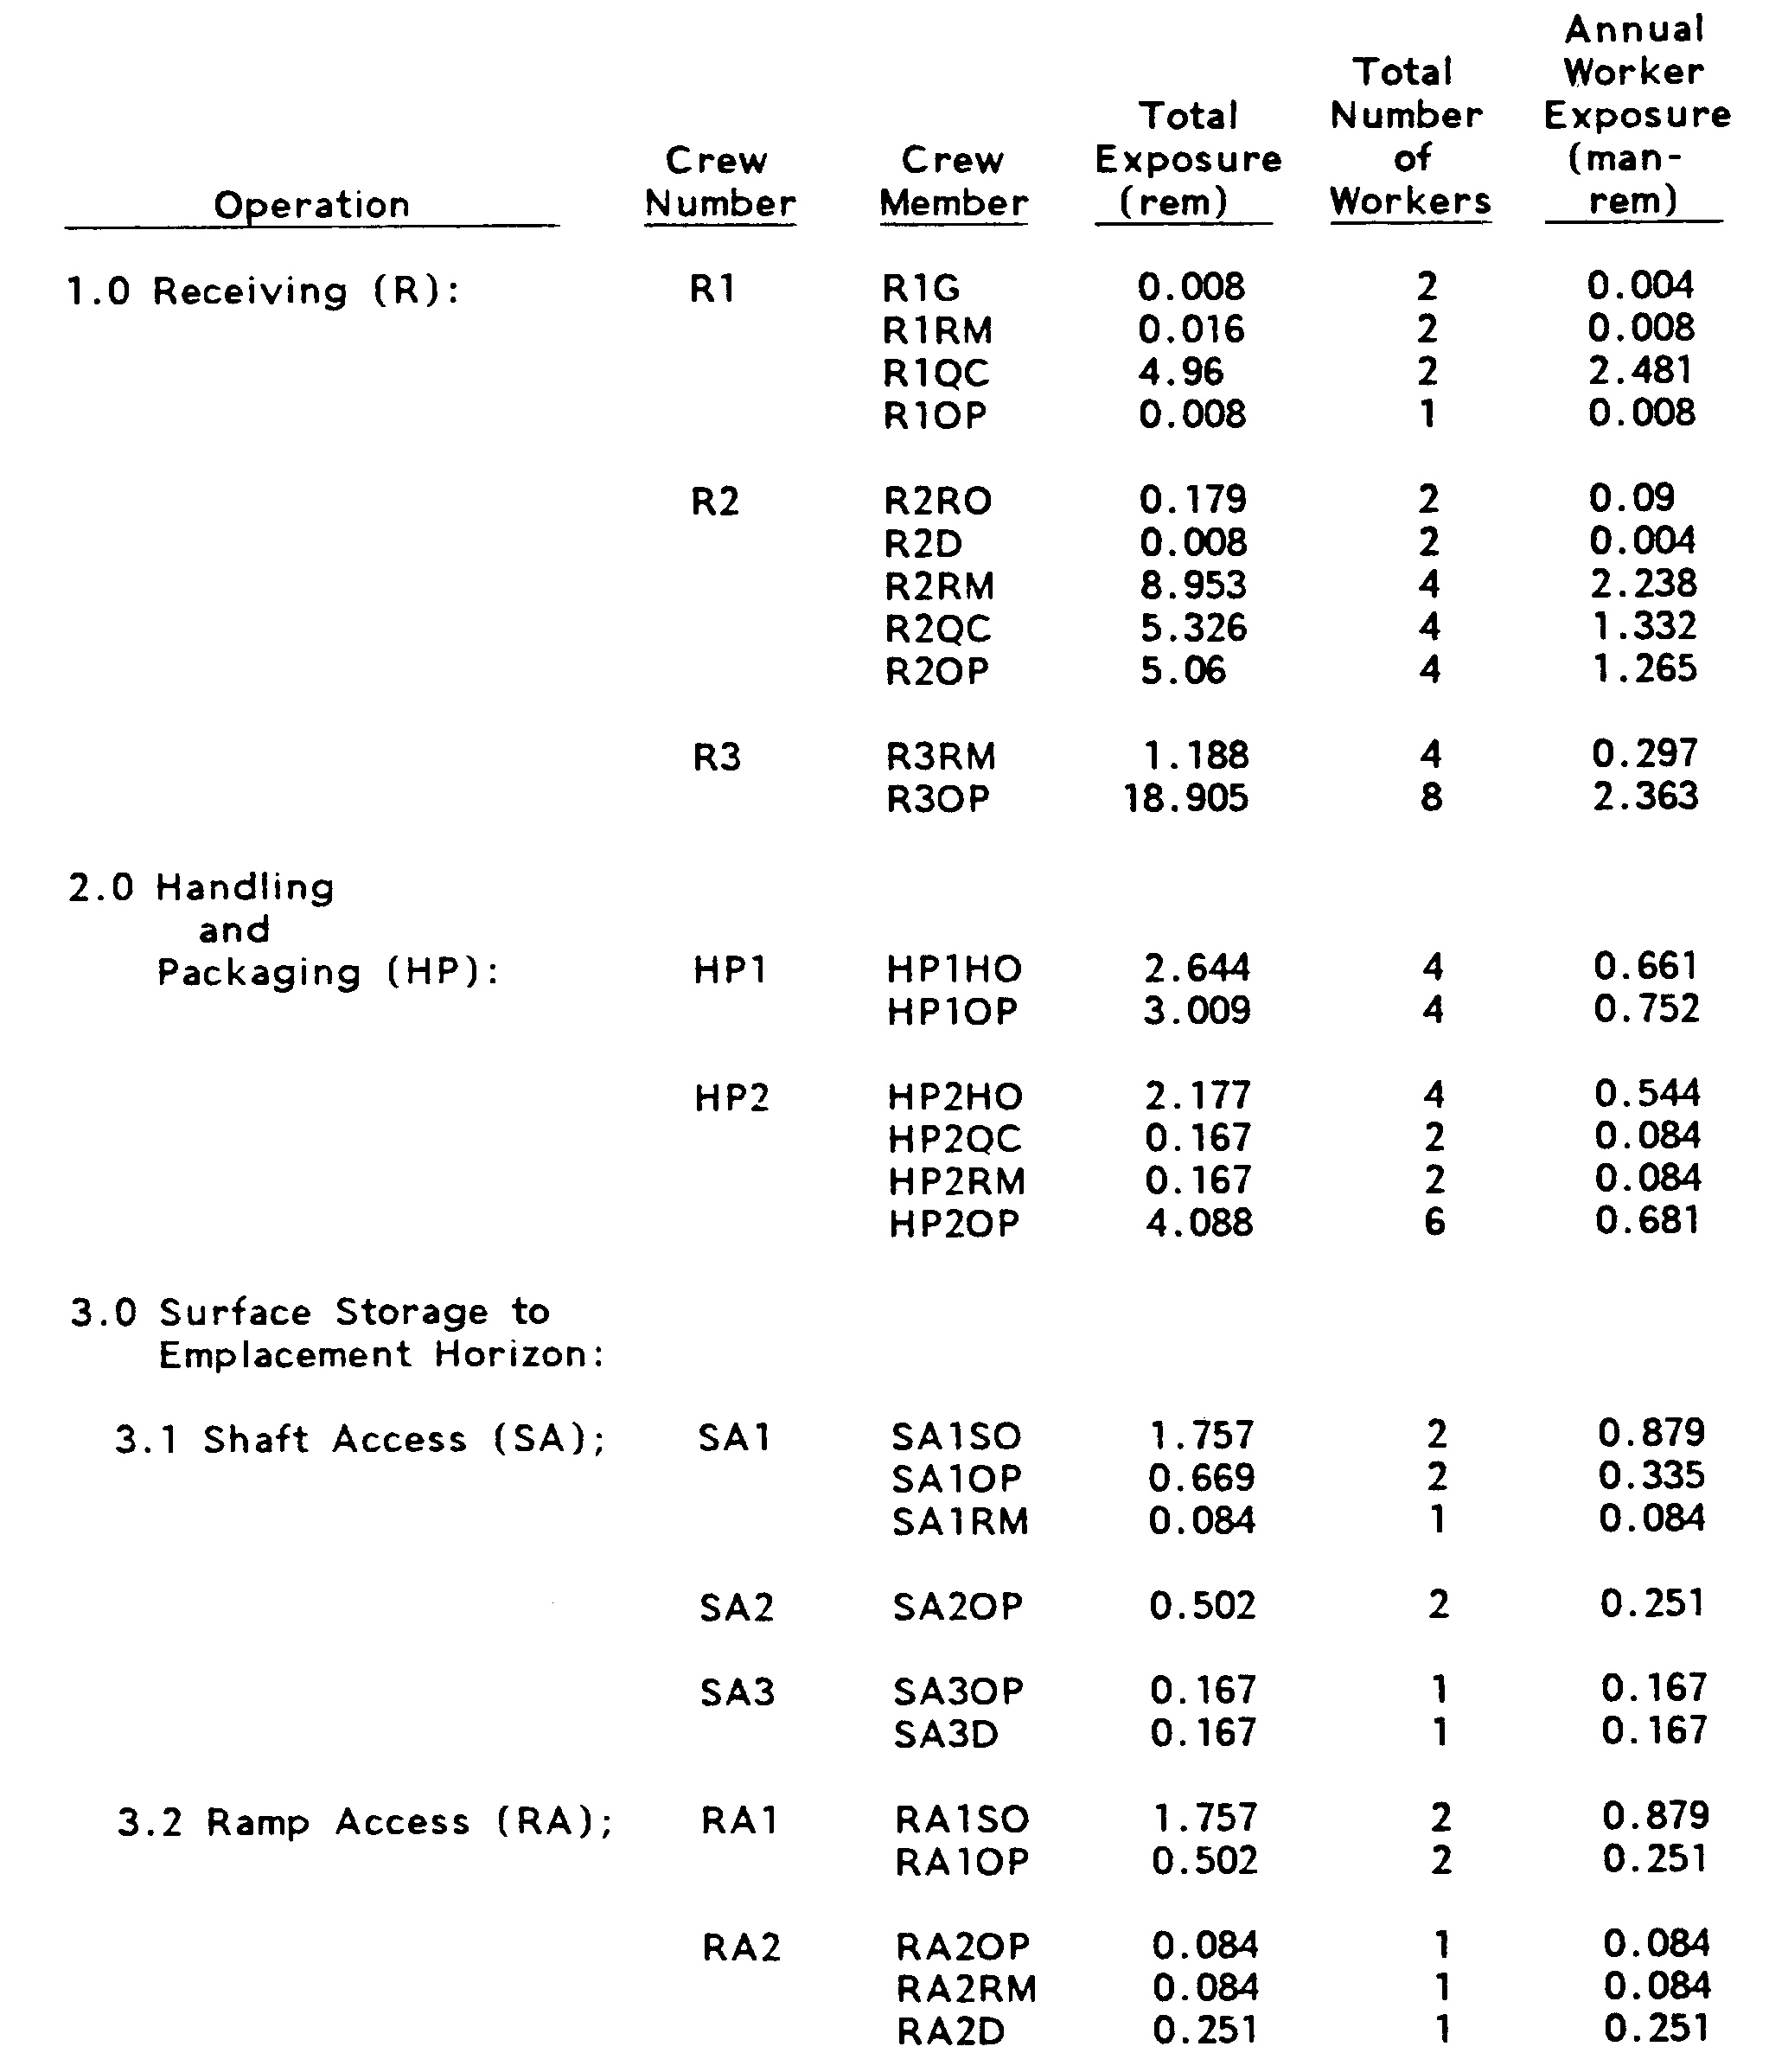 Annual
Total Worker
Total Number Exposure
Crew Crew Exposure of (man-
Operation Number Member (rem) Workers rem)
1.0 Receiving (R): R1 R1G 0.008 2 0.004
R1RM 0.016 2 0.008
R1QC 4.96 2 2.481
R1OP 0.008 1 0.008
R2 R2RO 0.179 2 0.09
R2D 0.008 2 0.004
R2RM 8.953 4 2.238
R2QC 5.326 4 1.332
R2OP 5.06 4 1.265
R3 R3RM 1.188 4 0.297
R3OP 18.905 8 2.363
2.0 Handling
and
Packaging (HP): HP1 HP1HO 2.644 4 0.661
HP1OP 3.009 4 0.752
HP2 HP2HO 2.177 4 0.544
HP2QC 0.167 2 0.084
HP2RM 0.167 2 0.084
HP2OP 4.088 6 0.681
3.0 Surface Storage to
Emplacement Horizon:
3.1 Shaft Access (SA); SA1 SA1SO 1.757 2 0.879
SA1OP 0.669 2 0.335
SA1RM 0.084 1 0.084
SA2 SA2OP 0.502 2 0.251
SA3 SA3OP 0.167 1 0.167
SA3D 0.167 1 0.167
3.2 Ramp Access (RA); RA1 RA1SO 1.757 2 0.879
RA1OP 0.502 2 0.251
RA2 RA2OP 0.084 1 0.084
RA2RM 0.084 1 0.084
RA2D 0.251 1 0.251